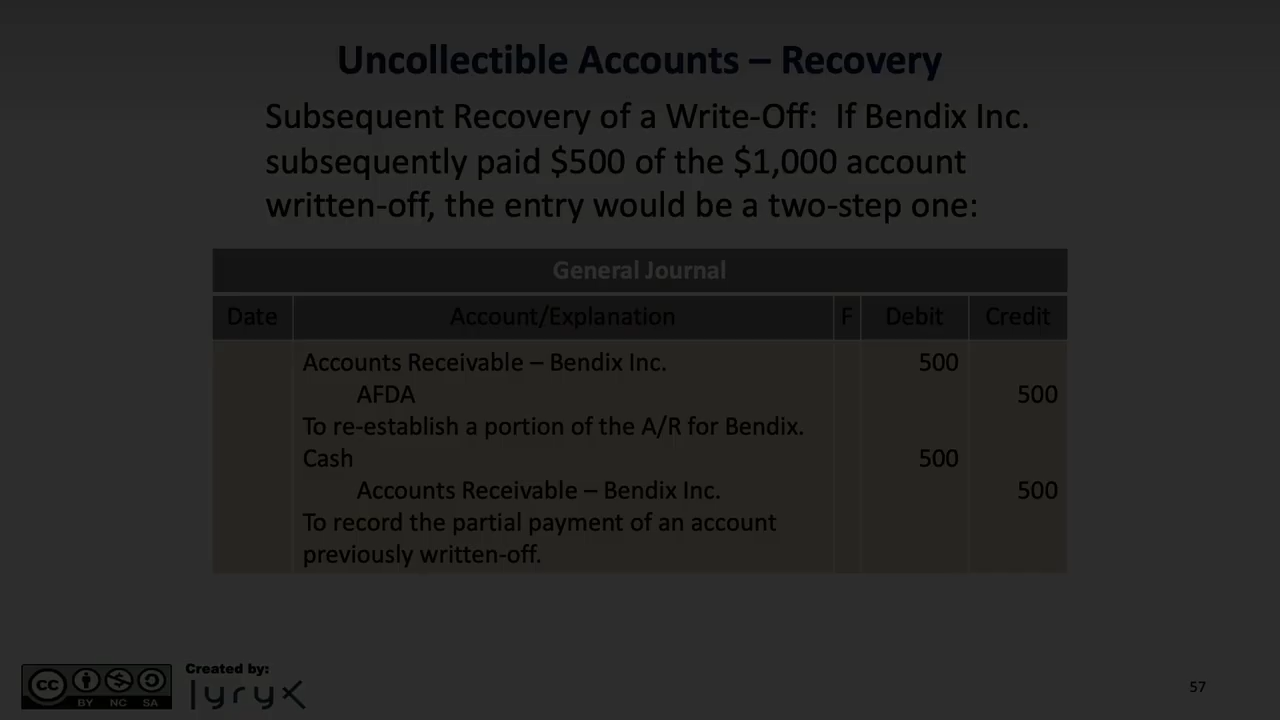 Uncollectible Accounts – Recovery
Subsequent Recovery of a Write-Off:  If Bendix Inc.
subsequently paid $500 of the $1,000 account
written-off, the entry would be a two-step one:
General Journal
Date Account/Explanation F Debit Credit
Accounts Receivable – Bendix Inc. 500
AFDA 500
To re-establish a portion of the A/R for Bendix.
Cash 500
Accounts Receivable – Bendix Inc. 500
To record the partial payment of an account
previously written-off.
Created by:
lyryx
cc BY NC SA
57